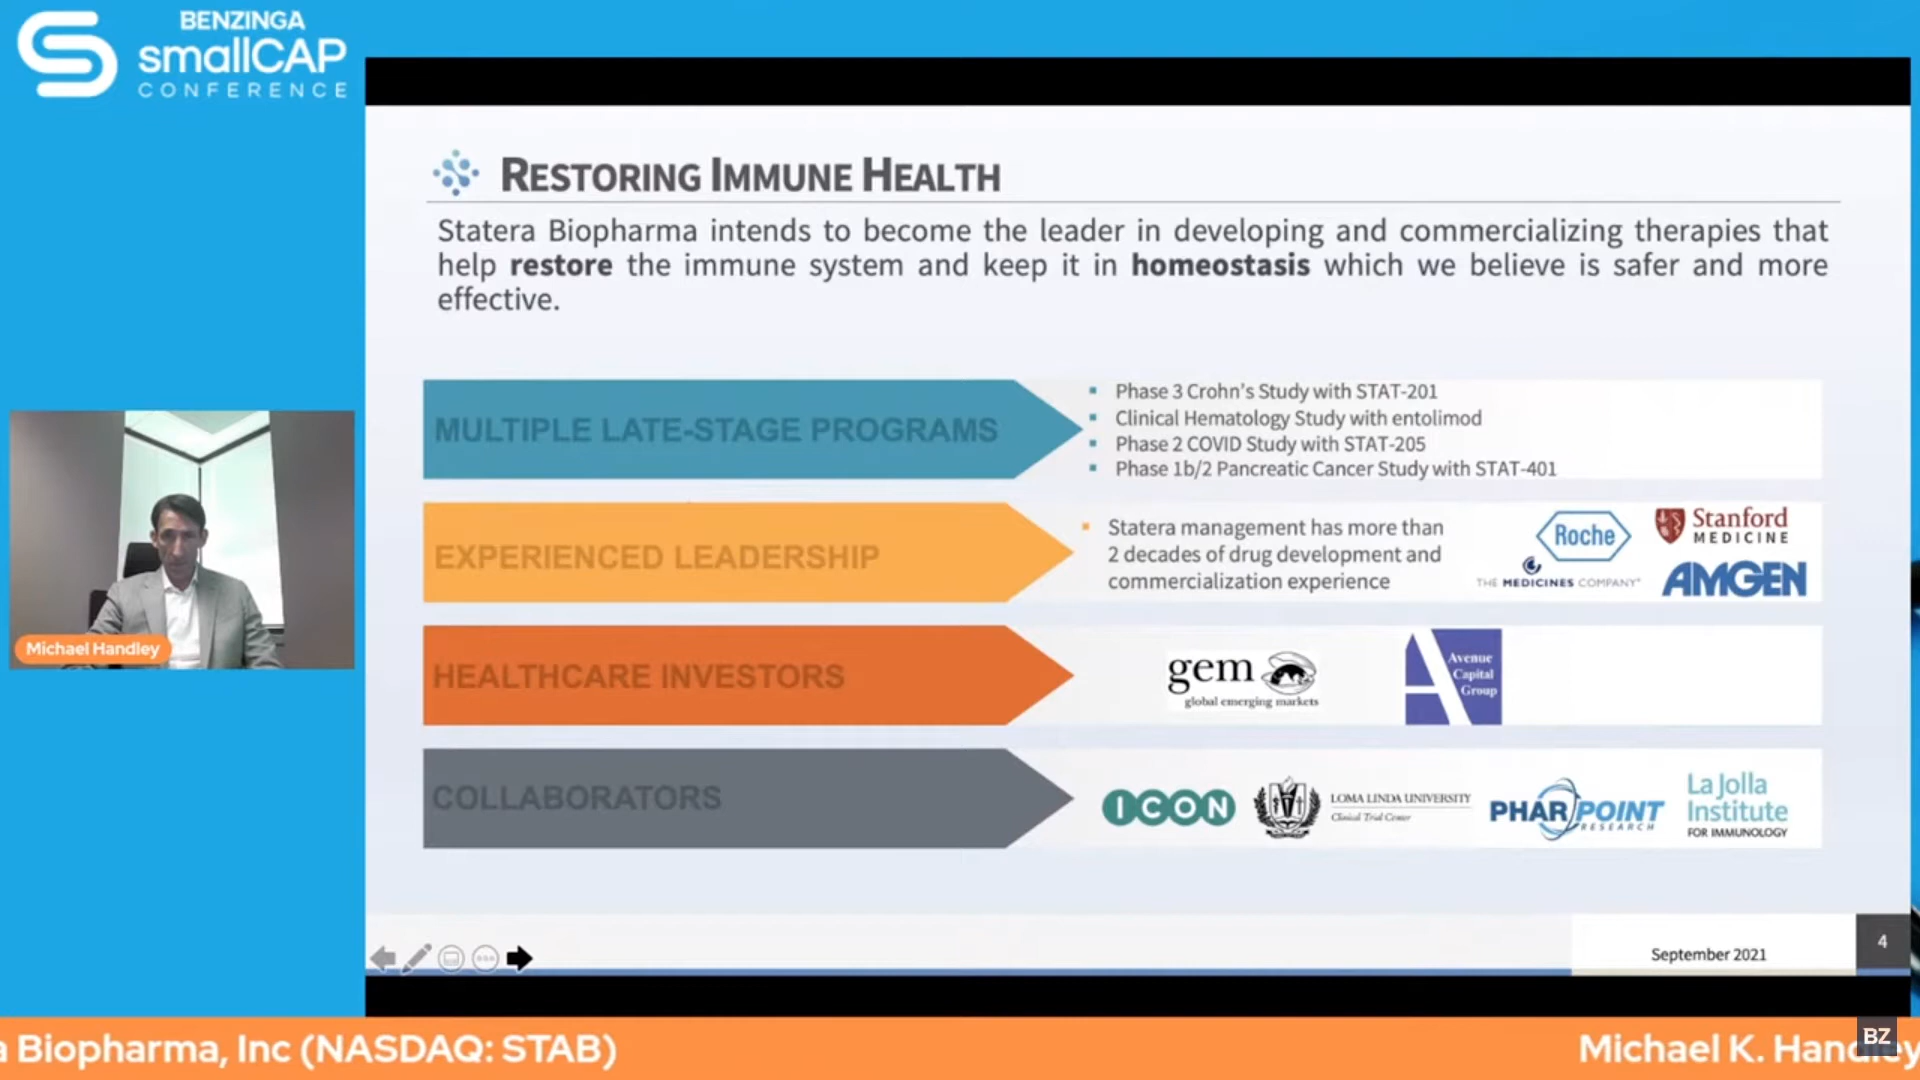 BENZINGA
smallCAP
CONFERENCE
RESTORING IMMUNE HEALTH
Statera Biopharma intends to become the leader in developing and commercializing therapies that
help restore the immune system and keep it in homeostasis which we believe is safer and more
effective.
MULTIPLE LATE-STAGE PROGRAMS
▪ Phase 3 Crohn's Study with STAT-201
▪ Clinical Hematology Study with entolimod
▪ Phase 2 COVID Study with STAT-205
▪ Phase 1b/2 Pancreatic Cancer Study with STAT-401
EXPERIENCED LEADERSHIP
▪ Statera management has more than
2 decades of drug development and
commercialization experience
Roche
Stanford
MEDICINE
THE MEDICINES COMPANY
AMGEN
Michael Handley
HEALTHCARE INVESTORS
gem
global emerging markets
Avenue
Capital
Group
COLLABORATORS
ICON
LOMA LINDA UNIVERSITY
Clinical Trial Center
PHARPOINT
RESEARCH
La Jolla
Institute
FOR IMMUNOLOGY
September 2021
4
a Biopharma, Inc (NASDAQ: STAB)
Michael K. Handley
BZ